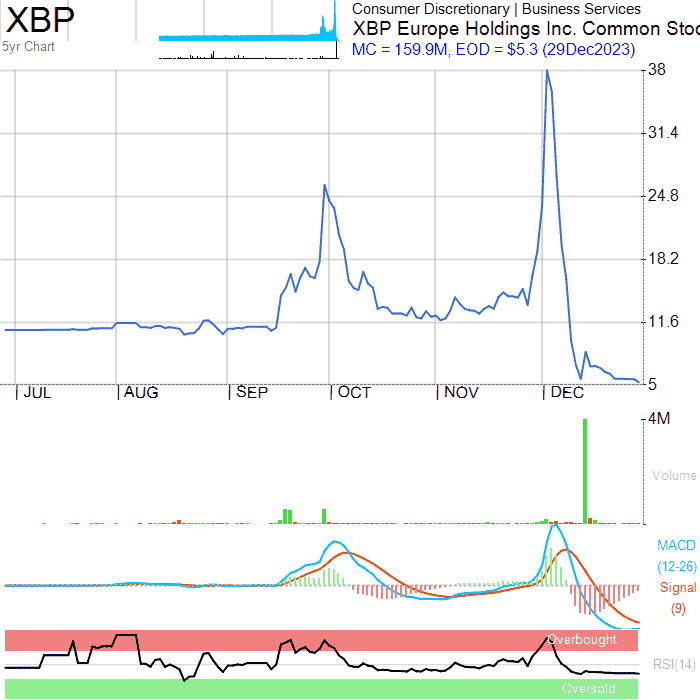 XBP
5yr Chart
Consumer Discretionary | Business Services
XBP Europe Holdings Inc. Common Stoc
MC = 159.9M, EOD = $5.3 (29Dec2023)
38
31.4
24.8
18.2
11.6
5
JUL AUG SEP OCT NOV DEC
4M
Volume
MACD
(12-26)
Signal
(9)
Overbought
RSI(14)
Oversold